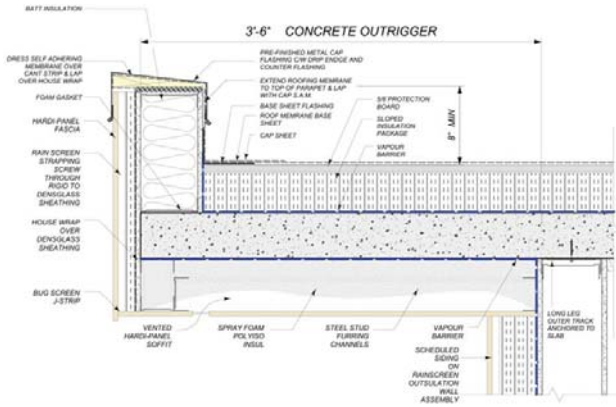 BATT INSULATION
3'-6" CONCRETE OUTRIGGER
DRESS SELF ADHERING
MEMBRANE OVER
CANT STRIP & LAP
OVER HOUSE WRAP
FOAM GASKET
HARDI-PANEL
FASCIA
RAIN SCREEN
STRAPPING
SCREW
THROUGH
RIGID TO
DENSGLASS
SHEATHING
HOUSE WRAP
OVER
DENSGLASS
SHEATHING
BUG SCREEN
J-STRIP
PRE-FINISHED METAL CAP
FLASHING C/W DRIP ENDGE AND
COUNTER FLASHING
EXTEND ROOFING MEMRANE
TO TOP OF PARAPET & LAP
WITH CAP S.A.M.
BASE SHEET FLASHING
ROOF MEMRANE BASE
SHEET
CAP SHEET
5/8 PROTECTION
BOARD
SLOPED
INSULATION
PACKAGE
VAPOUR
BARRIER
8" MIN
VENTED
HARDI-PANEL
SOFFIT
SPRAY FOAM
POLYISO
INSUL
STEEL STUD
FURRING
CHANNELS
VAPOUR
BARRIER
LONG LEG
OUTER TRACK
ANCHORED TO
SLAB
SCHEDULED
SIDING
ON
RAINSCREEN
OUTSULATION
WALL
ASSEMBLY